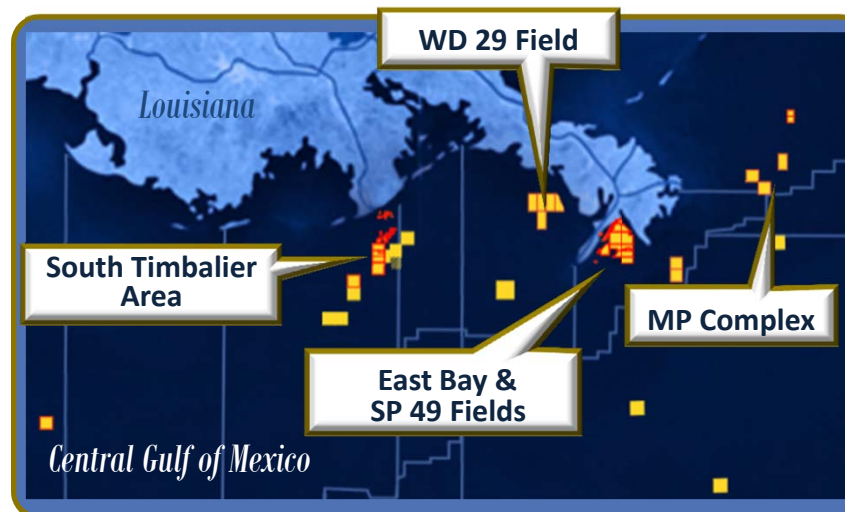 WD 29 Field
Louisiana
South Timbalier
Area
MP Complex
East Bay &
SP 49 Fields
Central Gulf of Mexico